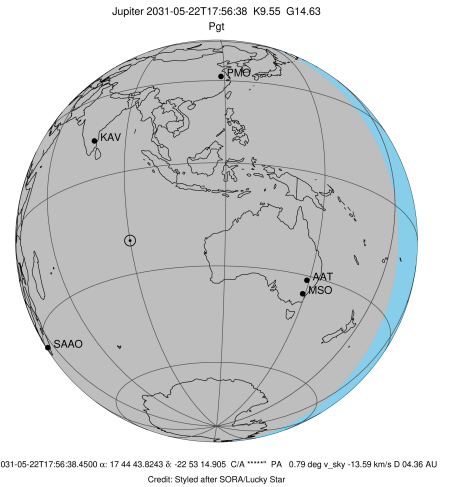 Jupiter 2031-05-22T17:56:38 K9.55 G14.63
Pgt
PMO
KAV
AAT
MSO
SAAO
031-05-22T17:56:38.4500 α: 17 44 43.8243 δ: -22 53 14.905 C/A *****" PA 0.79 deg v_sky -13.59 km/s D 04.36 AU
Credit: Styled after SORA/Lucky Star